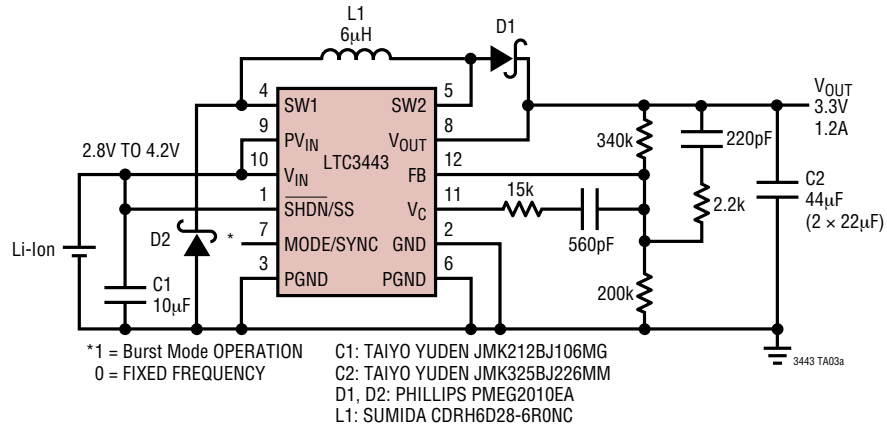 L1
6µH
D1
4
SW1
5
SW2
VOUT
3.3V
1.2A
9
PVIN
8
VOUT
340k
220pF
2.8V TO 4.2V
10
VIN
LTC3443
12
FB
1
SHDN/SS
11
VC
15k
2.2k
C2
44µF
(2 × 22µF)
Li-Ion
D2
*
7
MODE/SYNC
2
GND
560pF
3
PGND
6
PGND
C1
10µF
200k
*1 = Burst Mode OPERATION
0 = FIXED FREQUENCY
C1: TAIYO YUDEN JMK212BJ106MG
C2: TAIYO YUDEN JMK325BJ226MM
D1, D2: PHILLIPS PMEG2010EA
L1: SUMIDA CDRH6D28-6R0NC
3443 TA03a